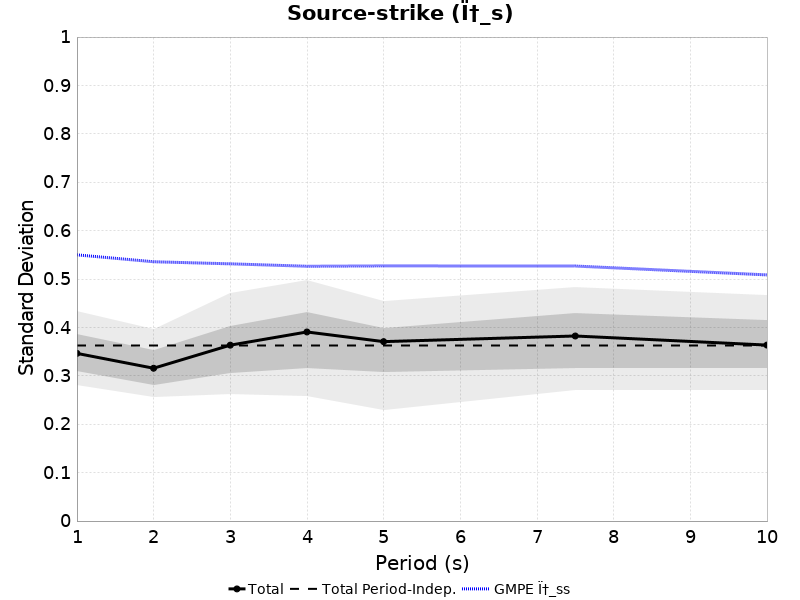 Source-strike (Ï†_s)
1
0.9
0.8
0.7
0.6
0.5
0.4
0.3
0.2
0.1
0
Standard Deviation
1 2 3 4 5 6 7 8 9 10
Period (s)
Total Total Period-Indep. GMPE Ï†_ss